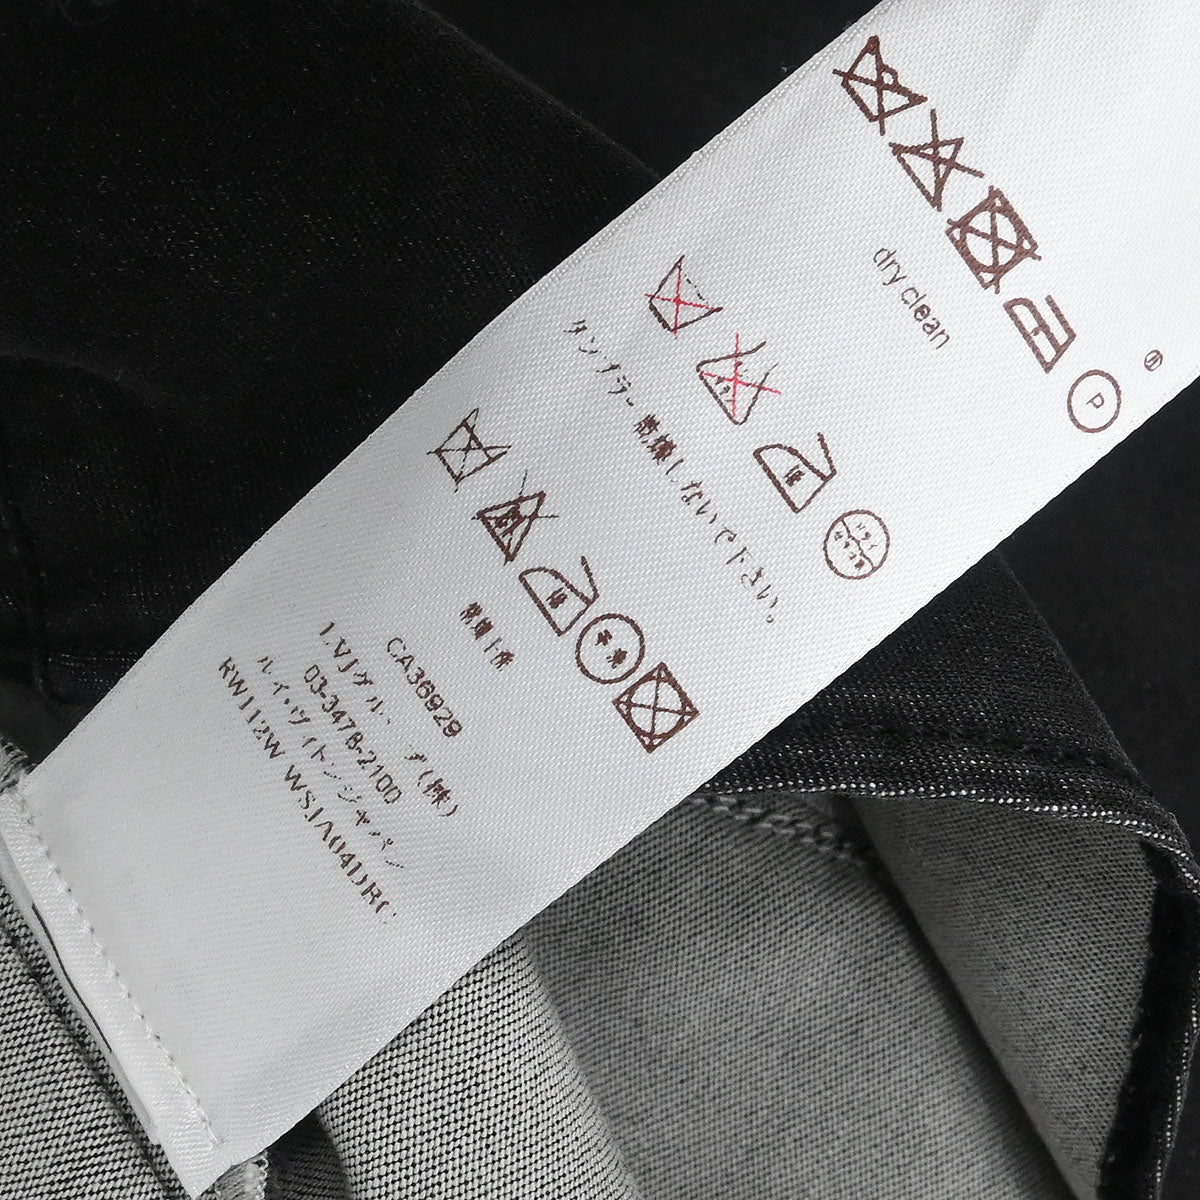 P
dry clean
タンブラー乾燥しないで下さい。
CA36929
LVJグループ(株)
03-3478-2100
ルイ・ヴィトンジャパン
RW112W WSJA04DRC